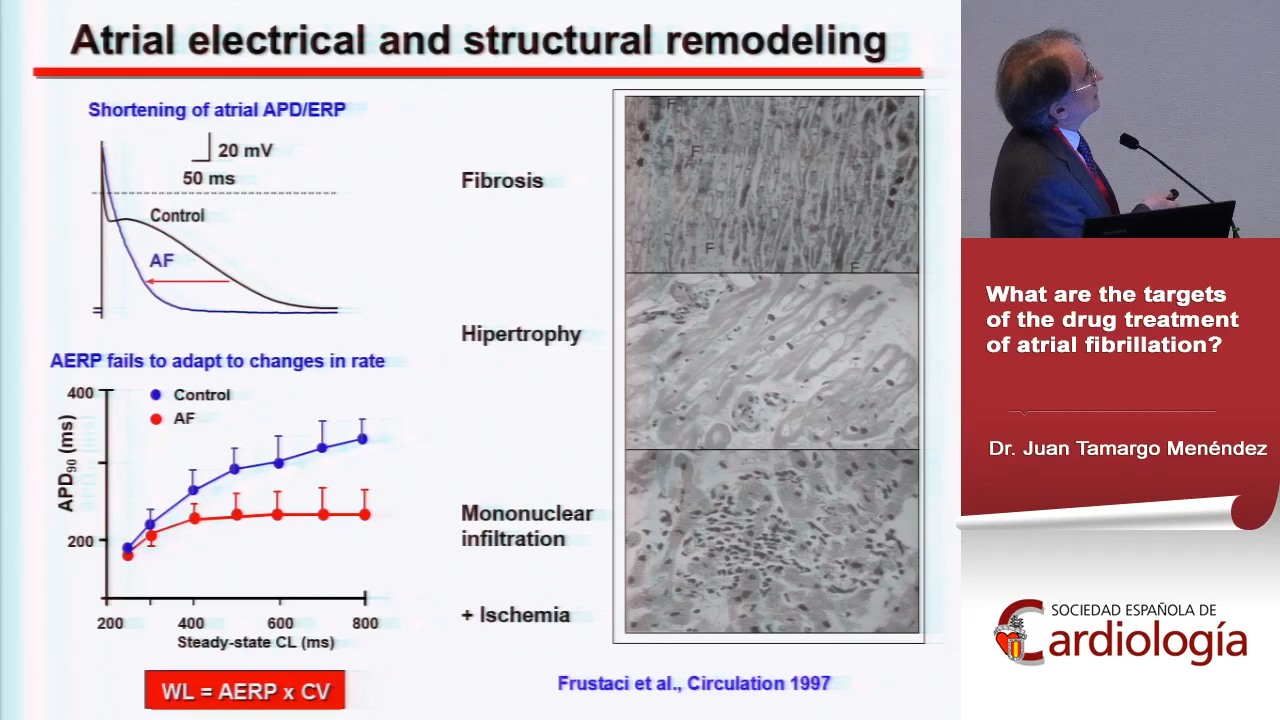 Atrial electrical and structural remodeling
Shortening of atrial APD/ERP
20 mV
50 ms
Control
AF
AERP fails to adapt to changes in rate
Control
AF
400
200
APD90 (ms)
200 400 600 800
Steady-state CL (ms)
WL = AERP x CV
Fibrosis
Hipertrophy
Mononuclear
infiltration
+ Ischemia
F
F
F
F
Frustaci et al., Circulation 1997
What are the targets
of the drug treatment
of atrial fibrillation?
Dr. Juan Tamargo Menéndez
SOCIEDAD ESPAÑOLA DE
Cardiología